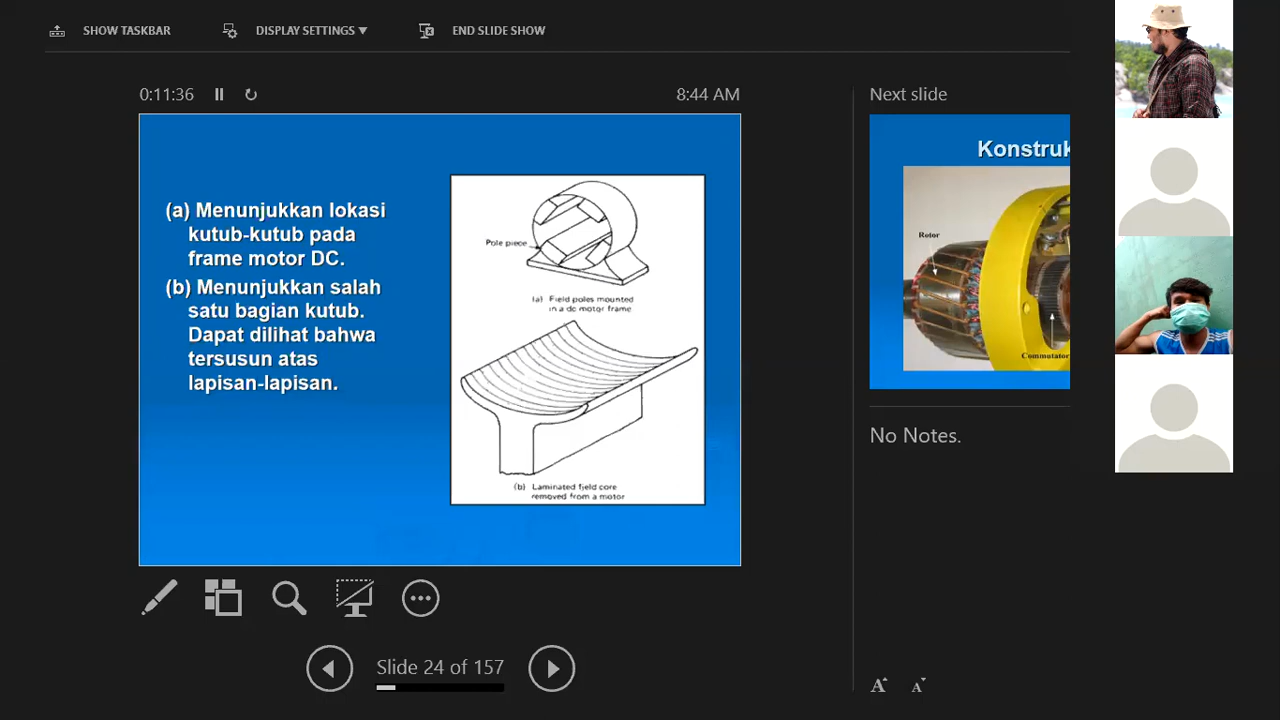 SHOW TASKBAR
DISPLAY SETTINGS ▾
END SLIDE SHOW
0:11:36
8:44 AM
(a) Menunjukkan lokasi
kutub-kutub pada
frame motor DC.
(b) Menunjukkan salah
satu bagian kutub.
Dapat dilihat bahwa
tersusun atas
lapisan-lapisan.
Pole piece
(a) Field poles mounted
in a dc motor frame
(b) Laminated field core
removed from a motor
Slide 24 of 157
Next slide
Konstruk
Rotor
Commutator
No Notes.
A A